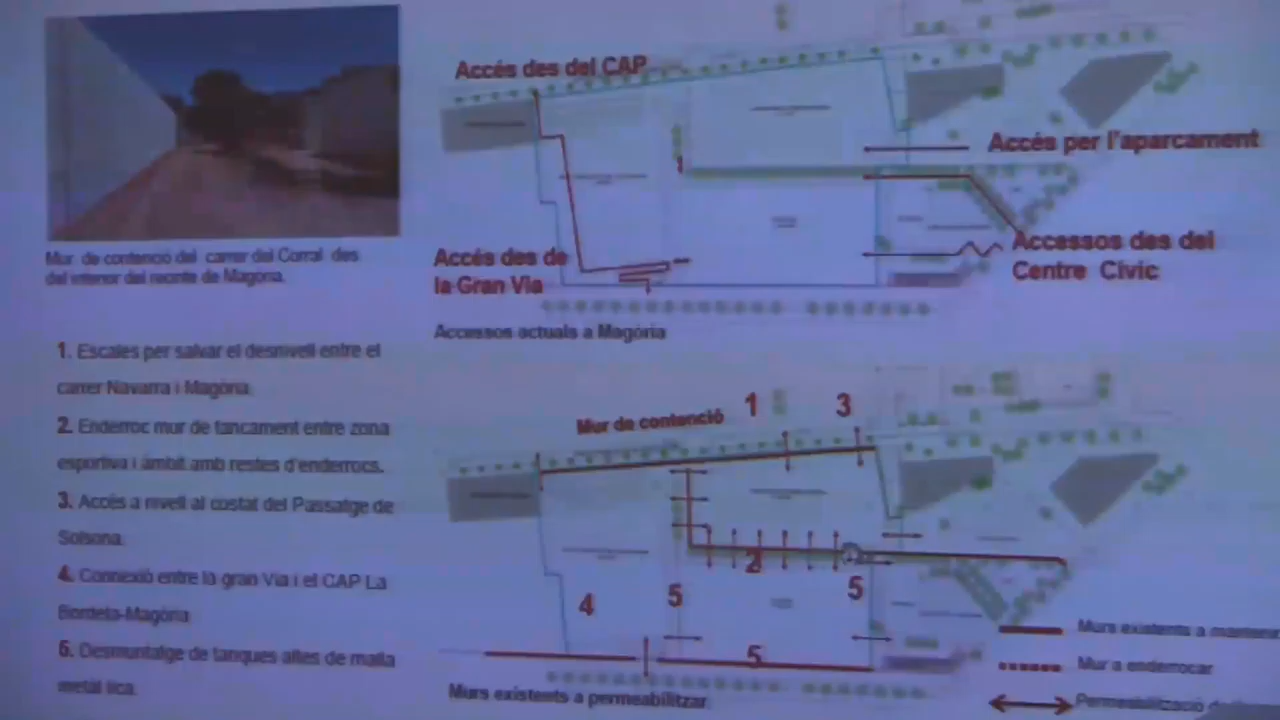 Accés des del CAP
Accés per l'aparcament
Accés des de
la Gran Via
Accessos des del
Centre Cívic
Accessos actuals a Magòria
Mur de contenció del carrer del Corral des
del interior del recinte de Magòria.
1. Escales per salvar el desnivell entre el
carrer Navarra i Magòria.
2. Enderroc mur de tancament entre zona
esportiva i àmbit amb restes d'enderrocs.
3. Accés a nivell al costat del Passatge de
Solsona.
4. Connexió entre la gran Via i el CAP La
Bordeta-Magòria
5. Desmuntatge de tanques altes de malla
metàl·lica.
1
3
Mur de contenció
2
4
5
5
5
Murs existents a permeabilitzar.
Murs existents a
Mur a enderrocar
Permeabilització